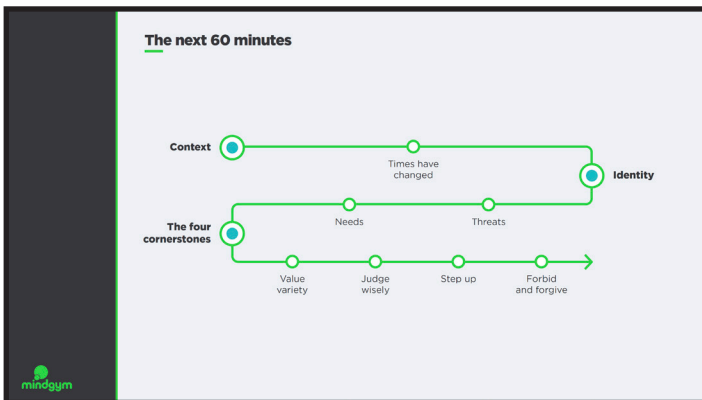 The next 60 minutes
Context
Times have
changed
Identity
Needs
Threats
The four
cornerstones
Value
variety
Judge
wisely
Step up
Forbid
and forgive
mindgym